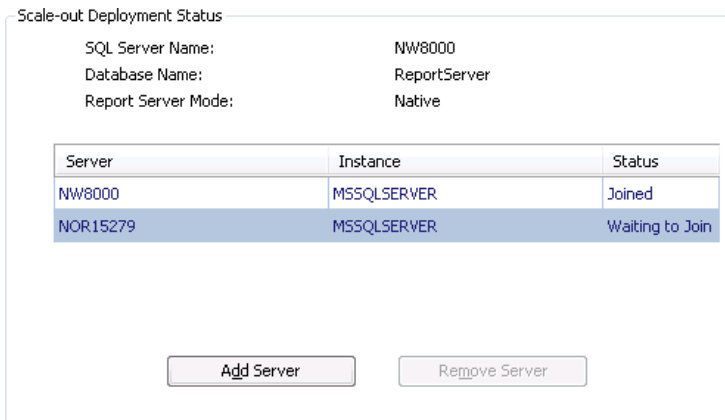 Scale-out Deployment Status
SQL Server Name: NW8000
Database Name: ReportServer
Report Server Mode: Native
Server Instance Status
NW8000 MSSQLSERVER Joined
NOR15279 MSSQLSERVER Waiting to Join
Add Server Remove Server